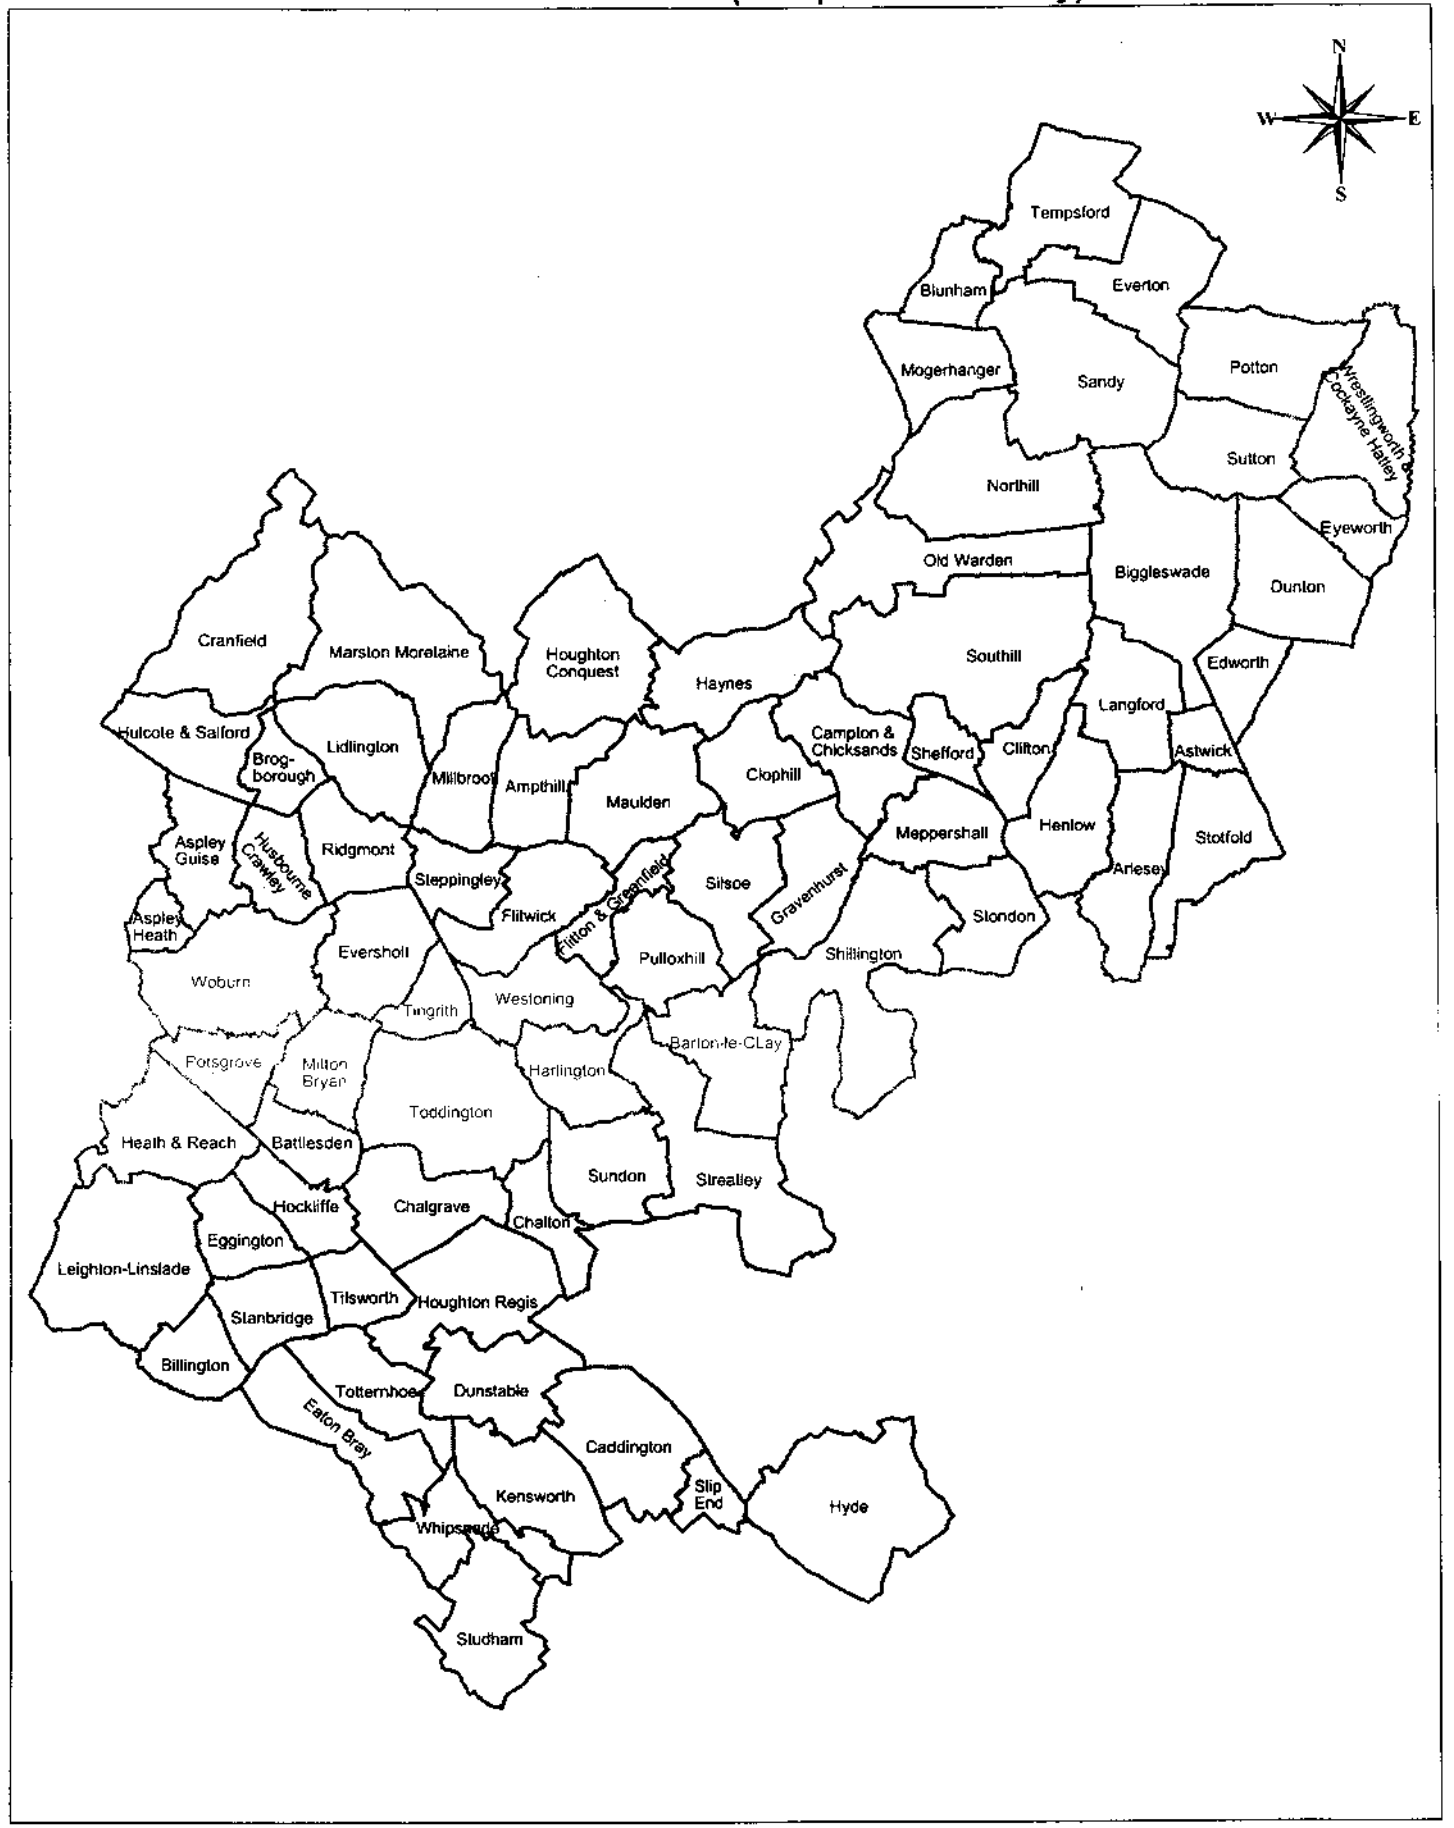 N
W
E
S
Tempsford
Blunham
Everton
Mogerhanger
Sandy
Potton
Wrestlingworth &
Cockayne Hatley
Sutton
Northill
Eyeworth
Old Warden
Biggleswade
Dunton
Cranfield
Marston Moretaine
Houghton
Conquest
Haynes
Southill
Edworth
Langford
Hulcote & Salford
Brog-
borough
Lidlington
Millbrook
Ampthill
Maulden
Clophill
Campton &
Chicksands
Shefford
Clifton
Astwick
Aspley
Guise
Husbourne
Crawley
Ridgmont
Steppingley
Flitwick
Flitton & Greenfield
Silsoe
Gravenhurst
Meppershall
Henlow
Arlesey
Stotfold
Aspley
Heath
Eversholt
Pulloxhill
Shillington
Stondon
Woburn
Tingrith
Westoning
Potsgrove
Milton
Bryan
Toddington
Harlington
Barton-le-CLay
Heath & Reach
Battlesden
Sundon
Streatley
Hockliffe
Chalgrave
Chalton
Eggington
Leighton-Linslade
Stanbridge
Tilsworth
Houghton Regis
Billington
Totternhoe
Dunstable
Eaton Bray
Caddington
Kensworth
Slip
End
Hyde
Whipsnade
Studham